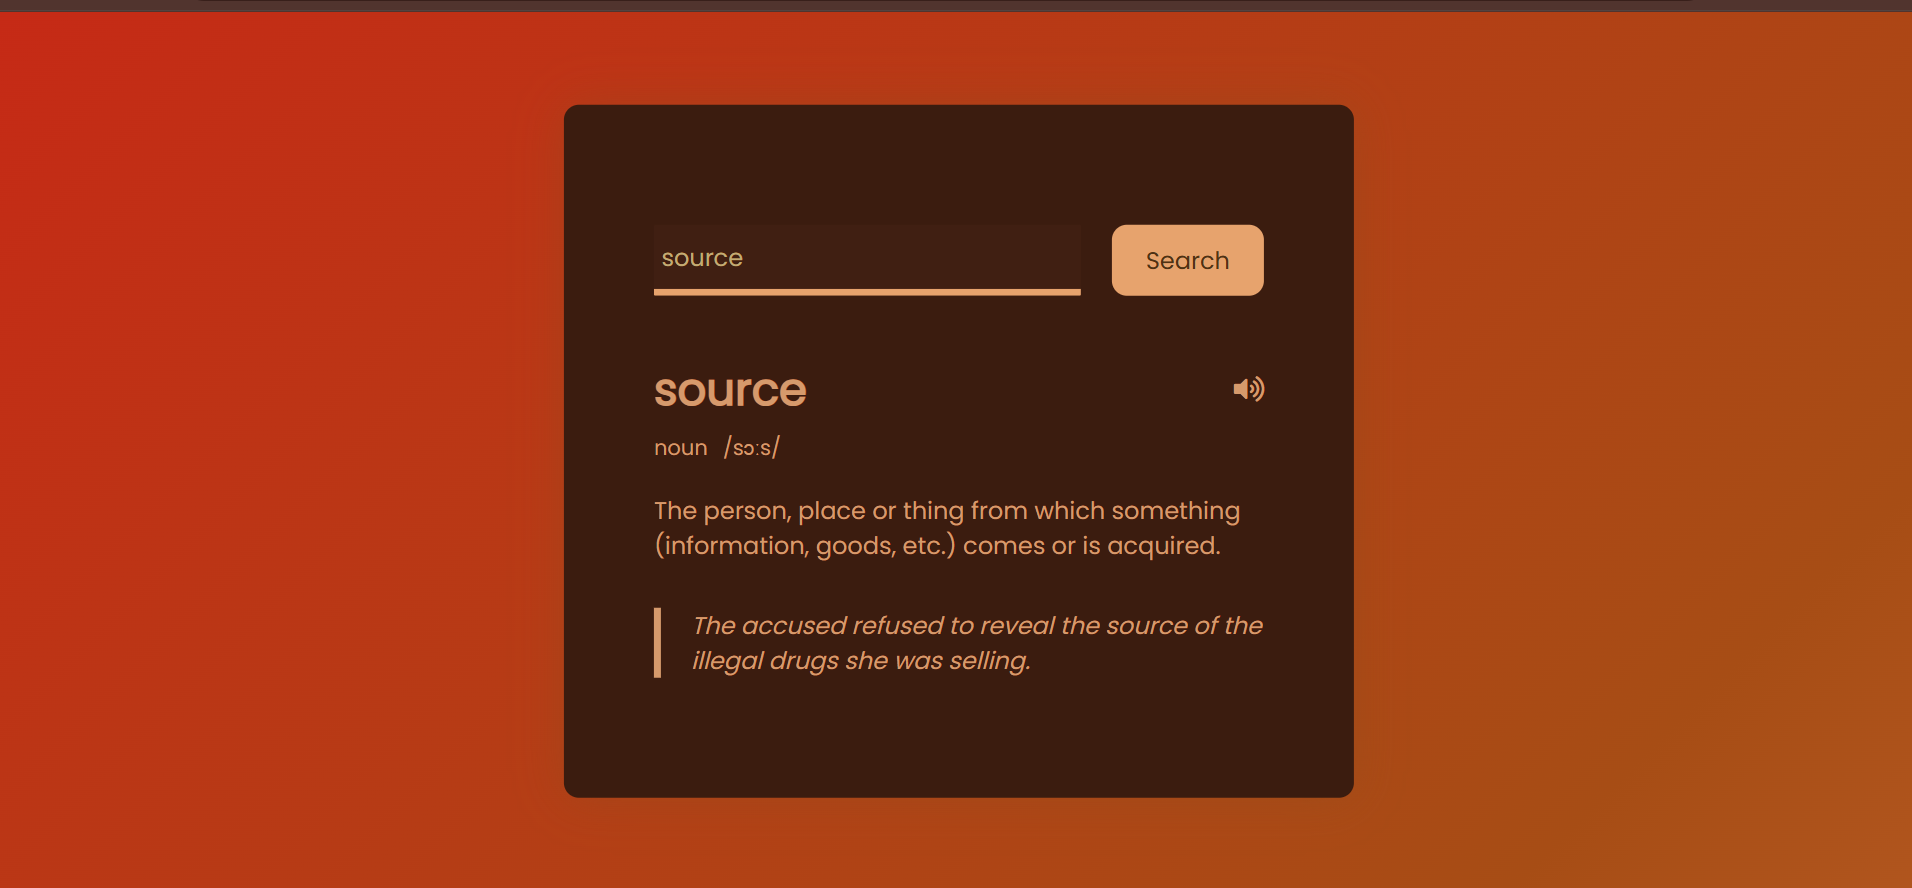 source
Search
source
noun /sɔːs/
The person, place or thing from which something
(information, goods, etc.) comes or is acquired.
The accused refused to reveal the source of the
illegal drugs she was selling.